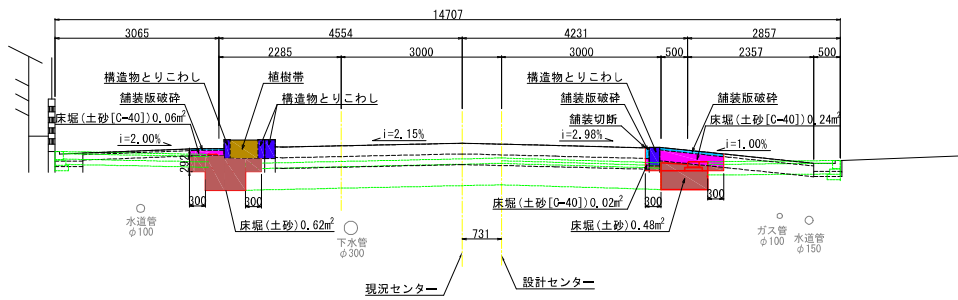 14707
3065
4554
4231
2857
2285
3000
3000
500
2357
500
構造物とりこわし
植樹帯
構造物とりこわし
舗装版破砕
構造物とりこわし
舗装版破砕
舗装版破砕
床堀(土砂[C-40])0.06m²
舗装切断
床堀(土砂[C-40])0.24m²
i=2.00%
i=2.15%
i=2.98%
i=1.00%
292
300
300
300
300
床堀(土砂[C-40])0.02m²
床堀(土砂)0.62m²
床堀(土砂)0.48m²
水道管
φ100
下水管
φ300
731
ガス管
φ100
水道管
φ150
現況センター
設計センター